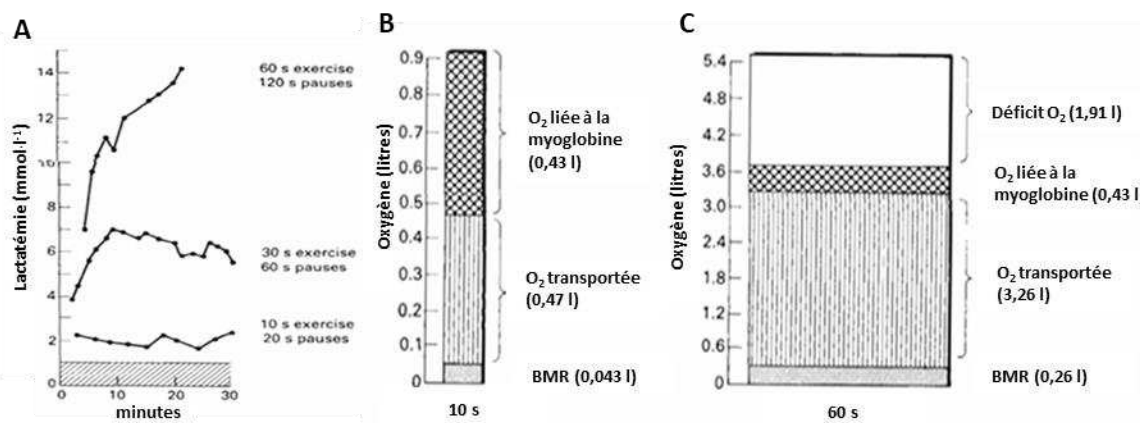 A
Lactatémie (mmol·l⁻¹)
14
12
10
8
6
4
2
0
60 s exercise
120 s pauses
30 s exercise
60 s pauses
10 s exercise
20 s pauses
0
10
20
30
minutes
B
Oxygène (litres)
0.9
0.8
0.7
0.6
0.5
0.4
0.3
0.2
0.1
0
O₂ liée à la
myoglobine
(0,43 l)
O₂ transportée
(0,47 l)
BMR (0,043 l)
10 s
C
Oxygène (litres)
5.4
4.8
4.2
3.6
3.0
2.4
1.8
1.2
0.6
0
Déficit O₂ (1,91 l)
O₂ liée à la
myoglobine (0,43 l
O₂ transportée
(3,26 l)
BMR (0,26 l)
60 s